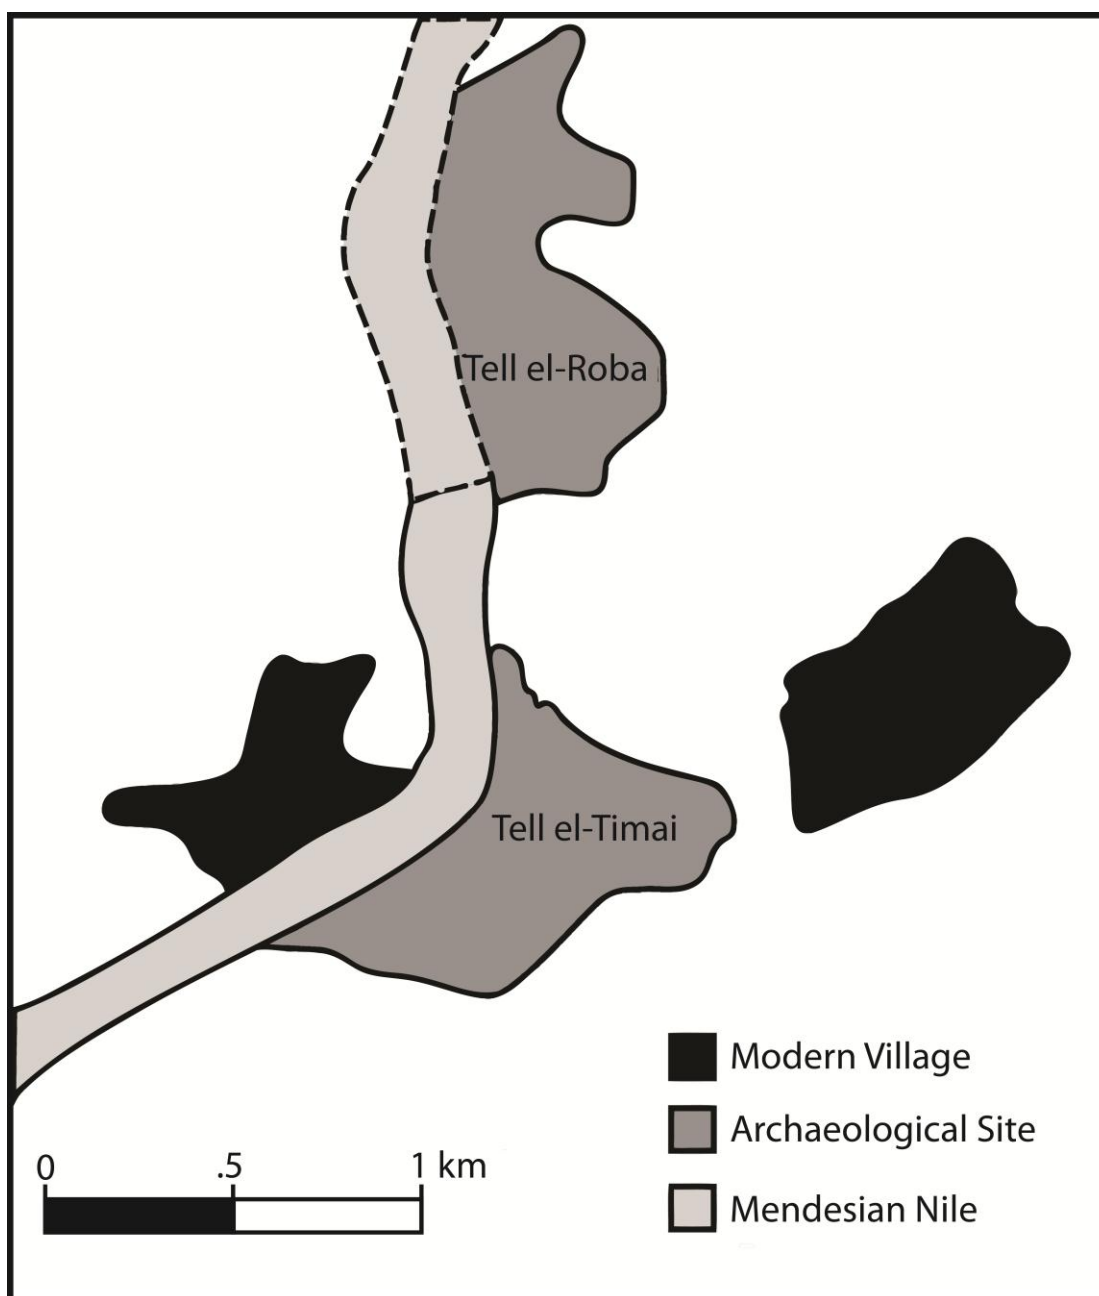 Tell el-Roba
Tell el-Timai
Modern Village
Archaeological Site
Mendesian Nile
0 .5 1 km